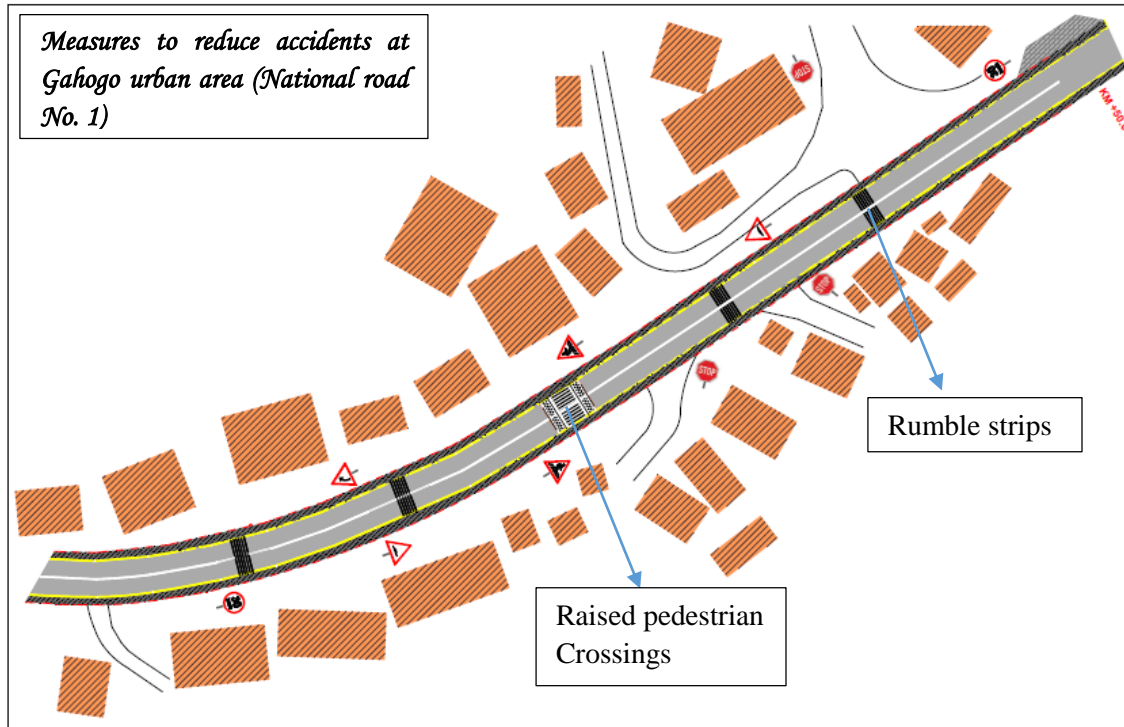 Measures to reduce accidents at
Gahogo urban area (National road
No. 1)
STOP
STOP
STOP
Rumble strips
Raised pedestrian
Crossings